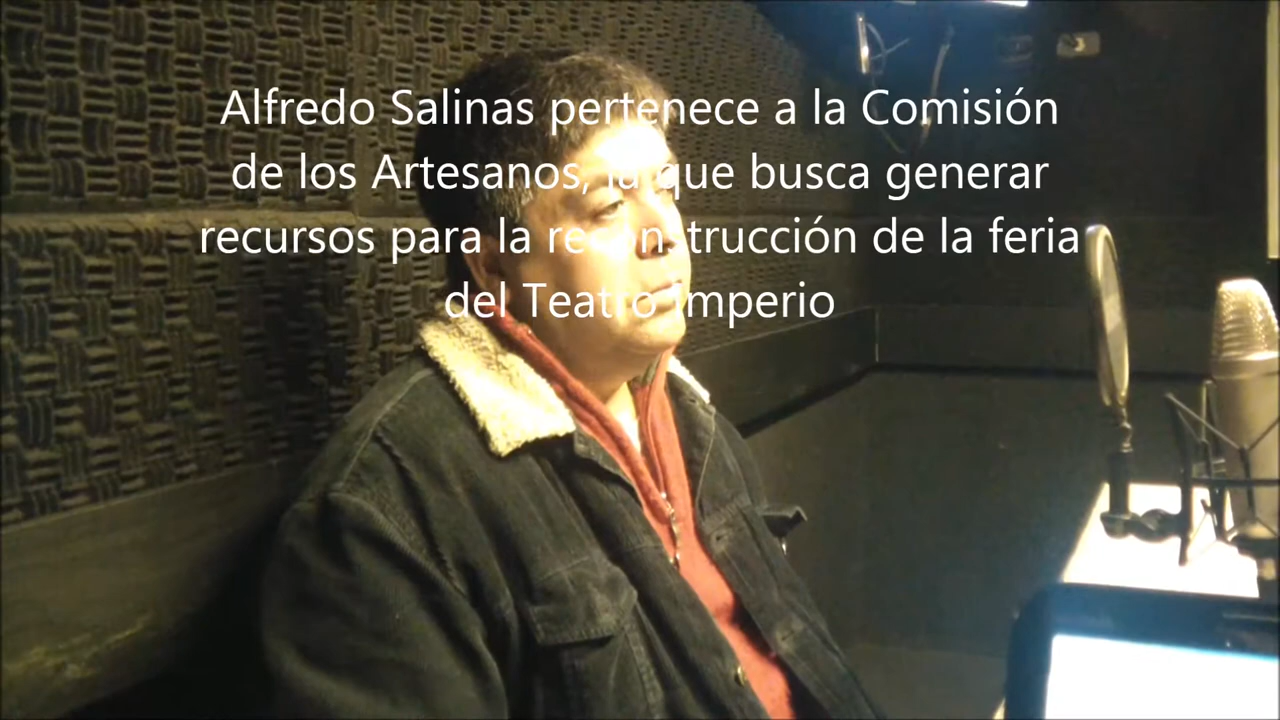 Alfredo Salinas pertenece a la Comisión
de los Artesanos, la que busca generar
recursos para la reconstrucción de la feria
del Teatro Imperio